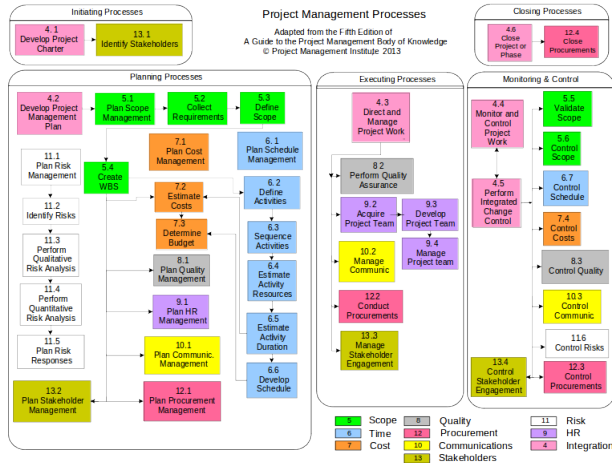 Initiating Processes
4.1
Develop Project
Charter
13. 1
Identify Stakeholders
Project Management Processes
Adapted from the Fifth Edition of
A Guide to the Project Management Body of Knowledge
© Project Management Institute 2013
Closing Processes
4.6
Close
Project or
Phase
12.4
Close
Procurements
Planning Processes
4.2
Develop Project
Management
Plan
5.1
Plan Scope
Management
5.2
Collect
Requirements
5.3
Define
Scope
11.1
Plan Risk
Management
5.4
Create
WBS
7.1
Plan Cost
Management
6. 1
Plan Schedule
Management
11.2
Identify Risks
7.2
Estimate
Costs
6. 2
Define
Activities
11.3
Perform
Qualitative
Risk Analysis
7.3
Determine
Budget
6.3
Sequence
Activities
8.1
Plan Quality
Management
6.4
Estimate
Activity
Resources
11.4
Perform
Quantitative
Risk Analysis
9.1
Plan HR
Management
6.5
Estimate
Activity
Duration
11.5
Plan Risk
Responses
10.1
Plan Communic.
Management
6.6
Develop
Schedule
13.2
Plan Stakeholder
Management
12.1
Plan Procurement
Management
Executing Processes
4.3
Direct and
Manage
Project Work
8 2
Perform Quality
Assurance
9. 2
Acquire
Project Team
9.3
Develop
Project Team
9. 4
Manage
Project team
10.2
Manage
Communic
12.2
Conduct
Procurements
13..3
Manage
Stakeholder
Engagement
Monitoring & Control
4.4
Monitor and
Control
Project
Work
5.5
Validate
Scope
5.6
Control
Scope
4.5
Perform
Integrated
Change
Control
6.7
Control
Schedule
7.4
Control
Costs
8.3
Control Quality
10.3
Control
Communic
11.6
Control Risks
13.4
Control
Stakeholder
Engagement
12.3
Control
Procurements
5 Scope
6 Time
7 Cost
8 Quality
12 Procurement
10 Communications
13 Stakeholders
11 Risk
9 HR
4 Integration